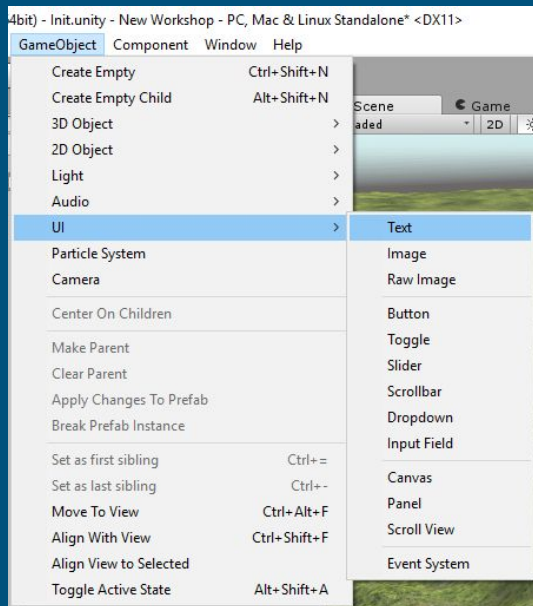 4bit) - Init.unity - New Workshop - PC, Mac & Linux Standalone* <DX11>
GameObject Component Window Help
Create Empty Ctrl+Shift+N
Create Empty Child Alt+Shift+N
3D Object
2D Object
Light
Audio
UI
Particle System
Camera
Center On Children
Make Parent
Clear Parent
Apply Changes To Prefab
Break Prefab Instance
Set as first sibling Ctrl+=
Set as last sibling Ctrl+-
Move To View Ctrl+Alt+F
Align With View Ctrl+Shift+F
Align View to Selected
Toggle Active State Alt+Shift+A
Scene Game
aded 2D
Text
Image
Raw Image
Button
Toggle
Slider
Scrollbar
Dropdown
Input Field
Canvas
Panel
Scroll View
Event System